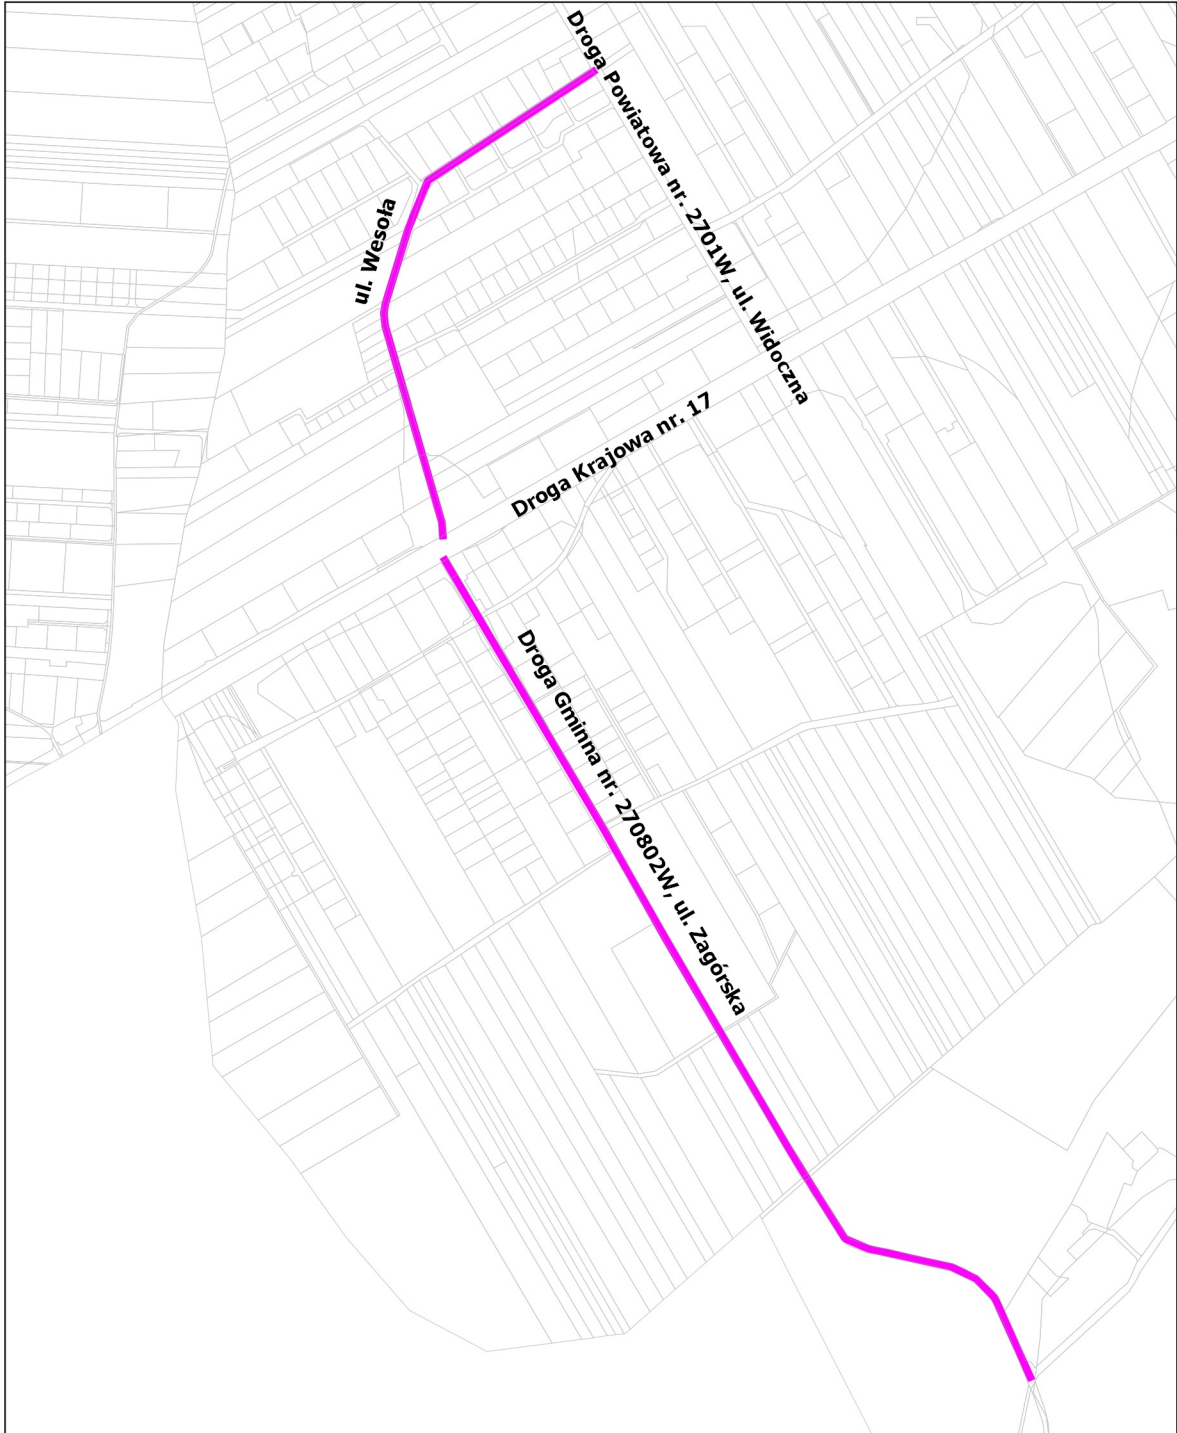 Droga Powiatowa nr. 2701W, ul. Widoczna
ul. Wesoła
Droga Krajowa nr. 17
Droga Gminna nr. 270802W, ul. Zagórska